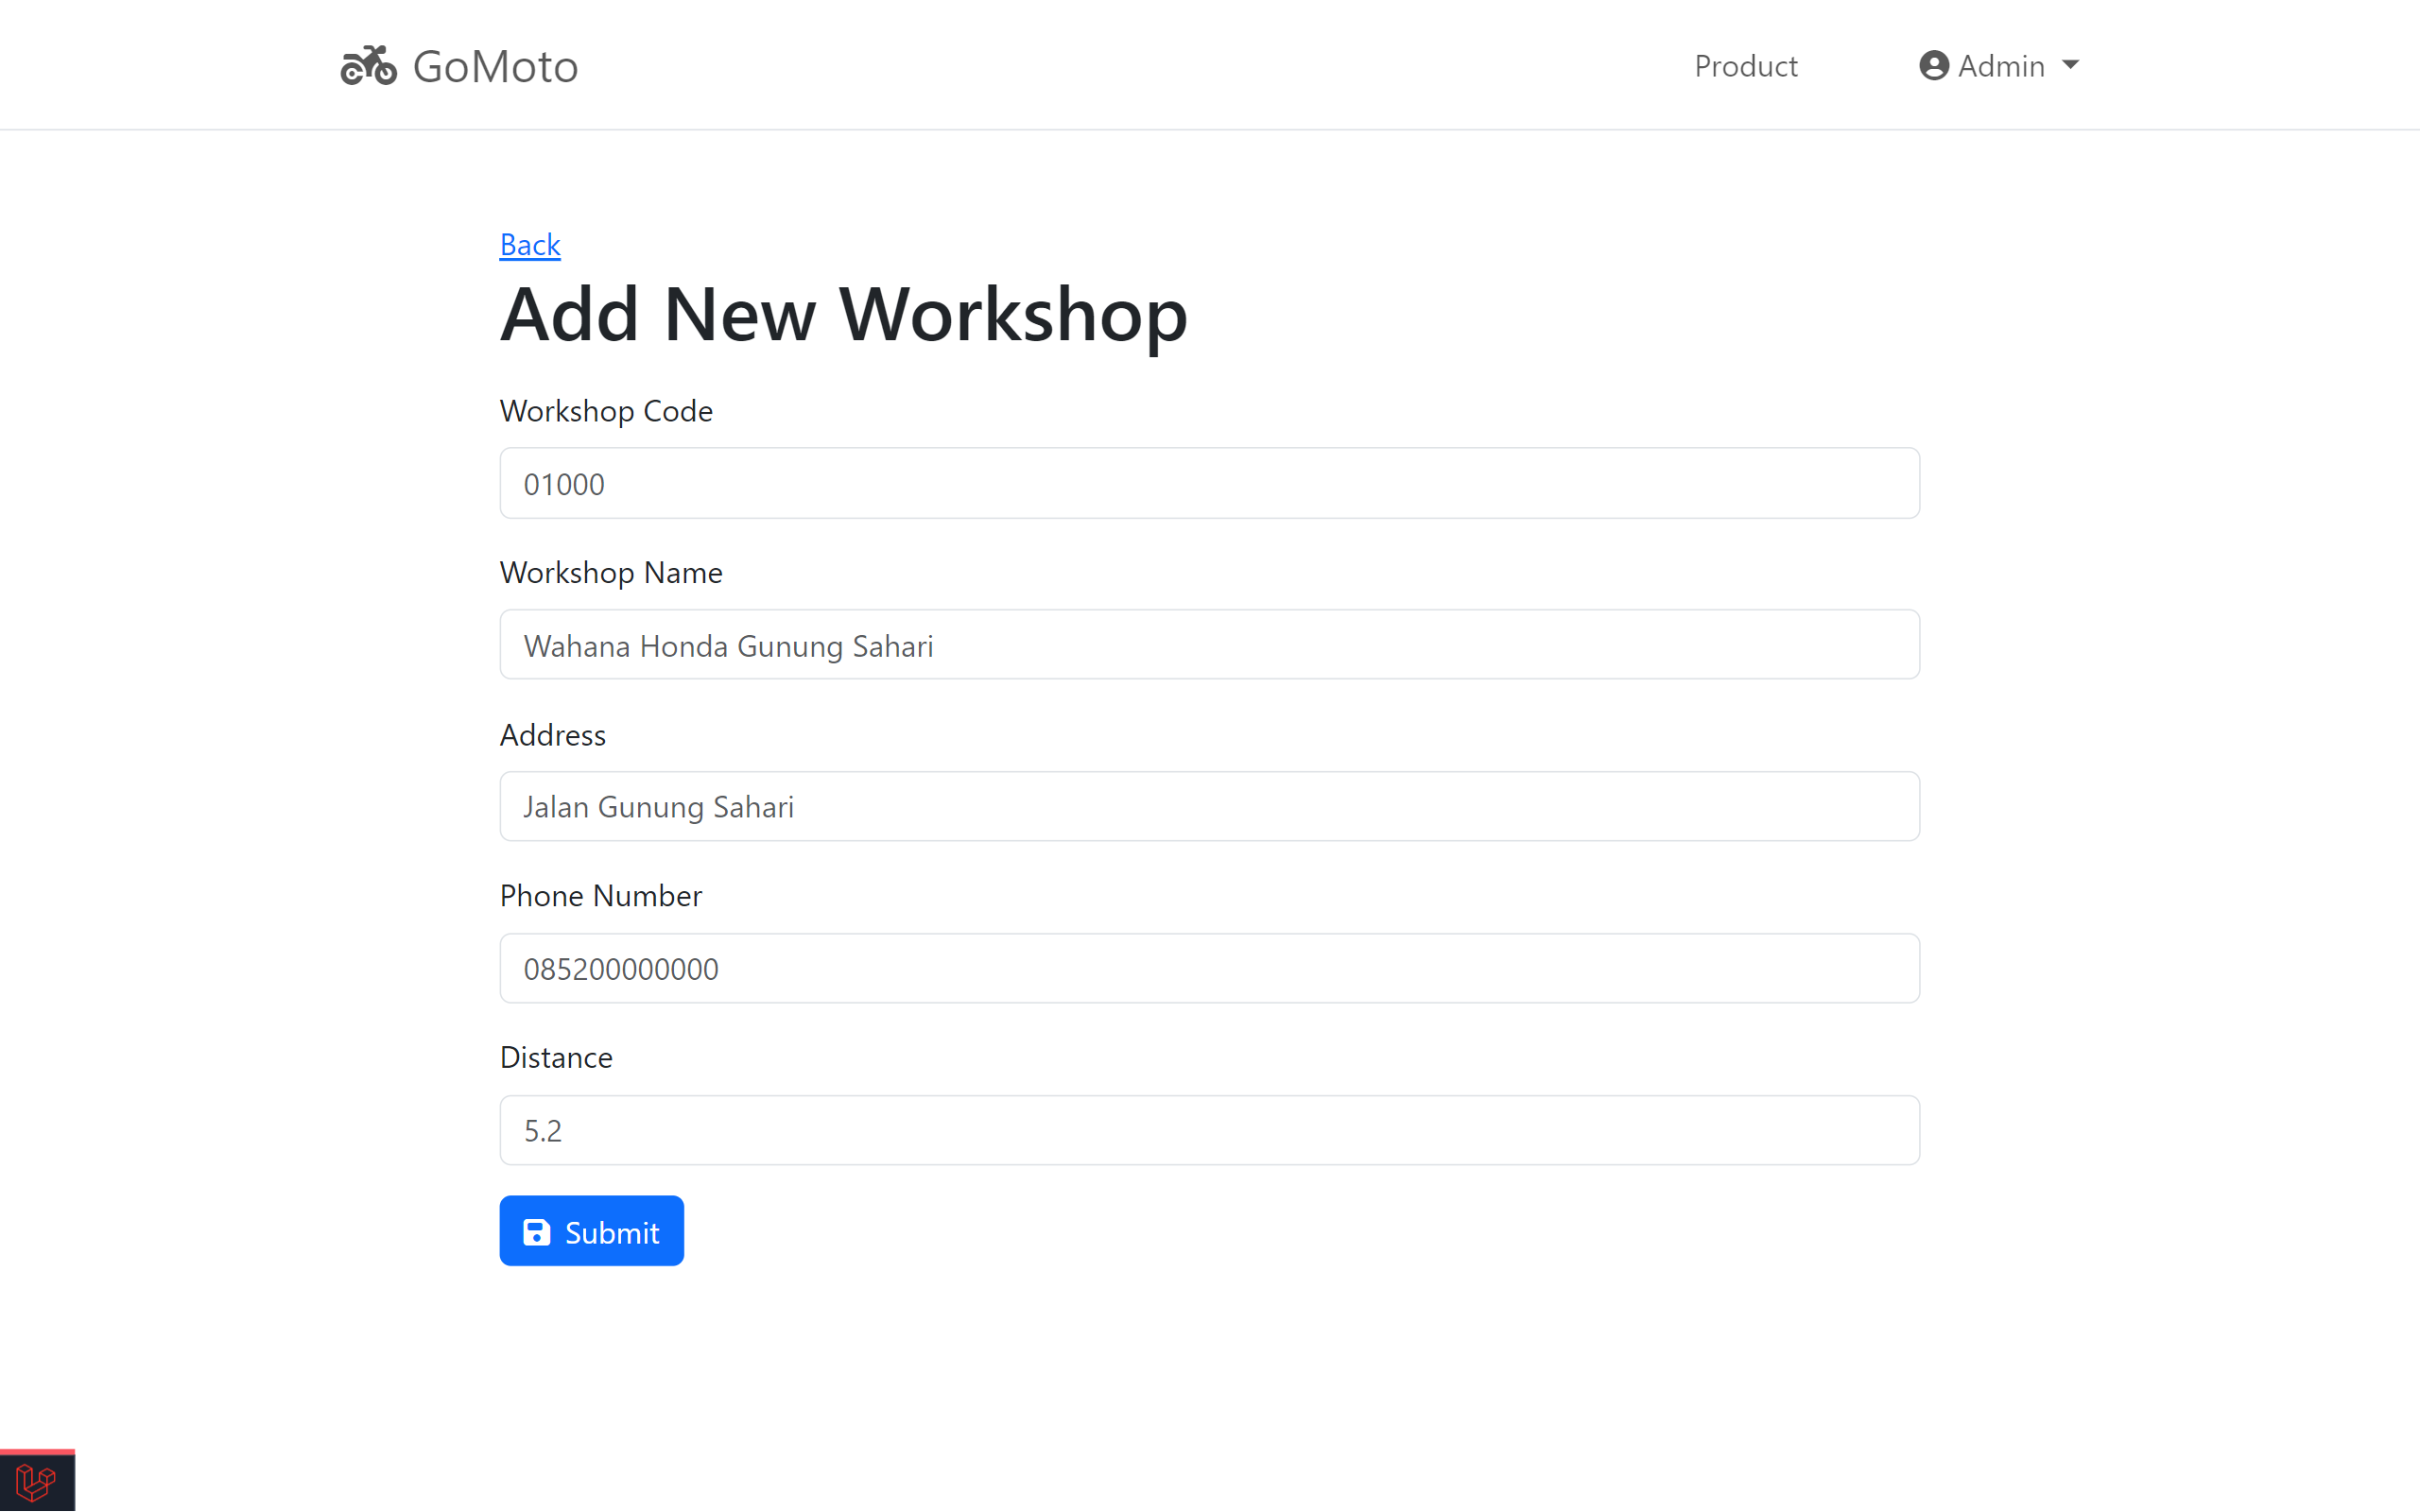 GoMoto
Product
Admin
Back
Add New Workshop
Workshop Code
01000
Workshop Name
Wahana Honda Gunung Sahari
Address
Jalan Gunung Sahari
Phone Number
085200000000
Distance
5.2
Submit